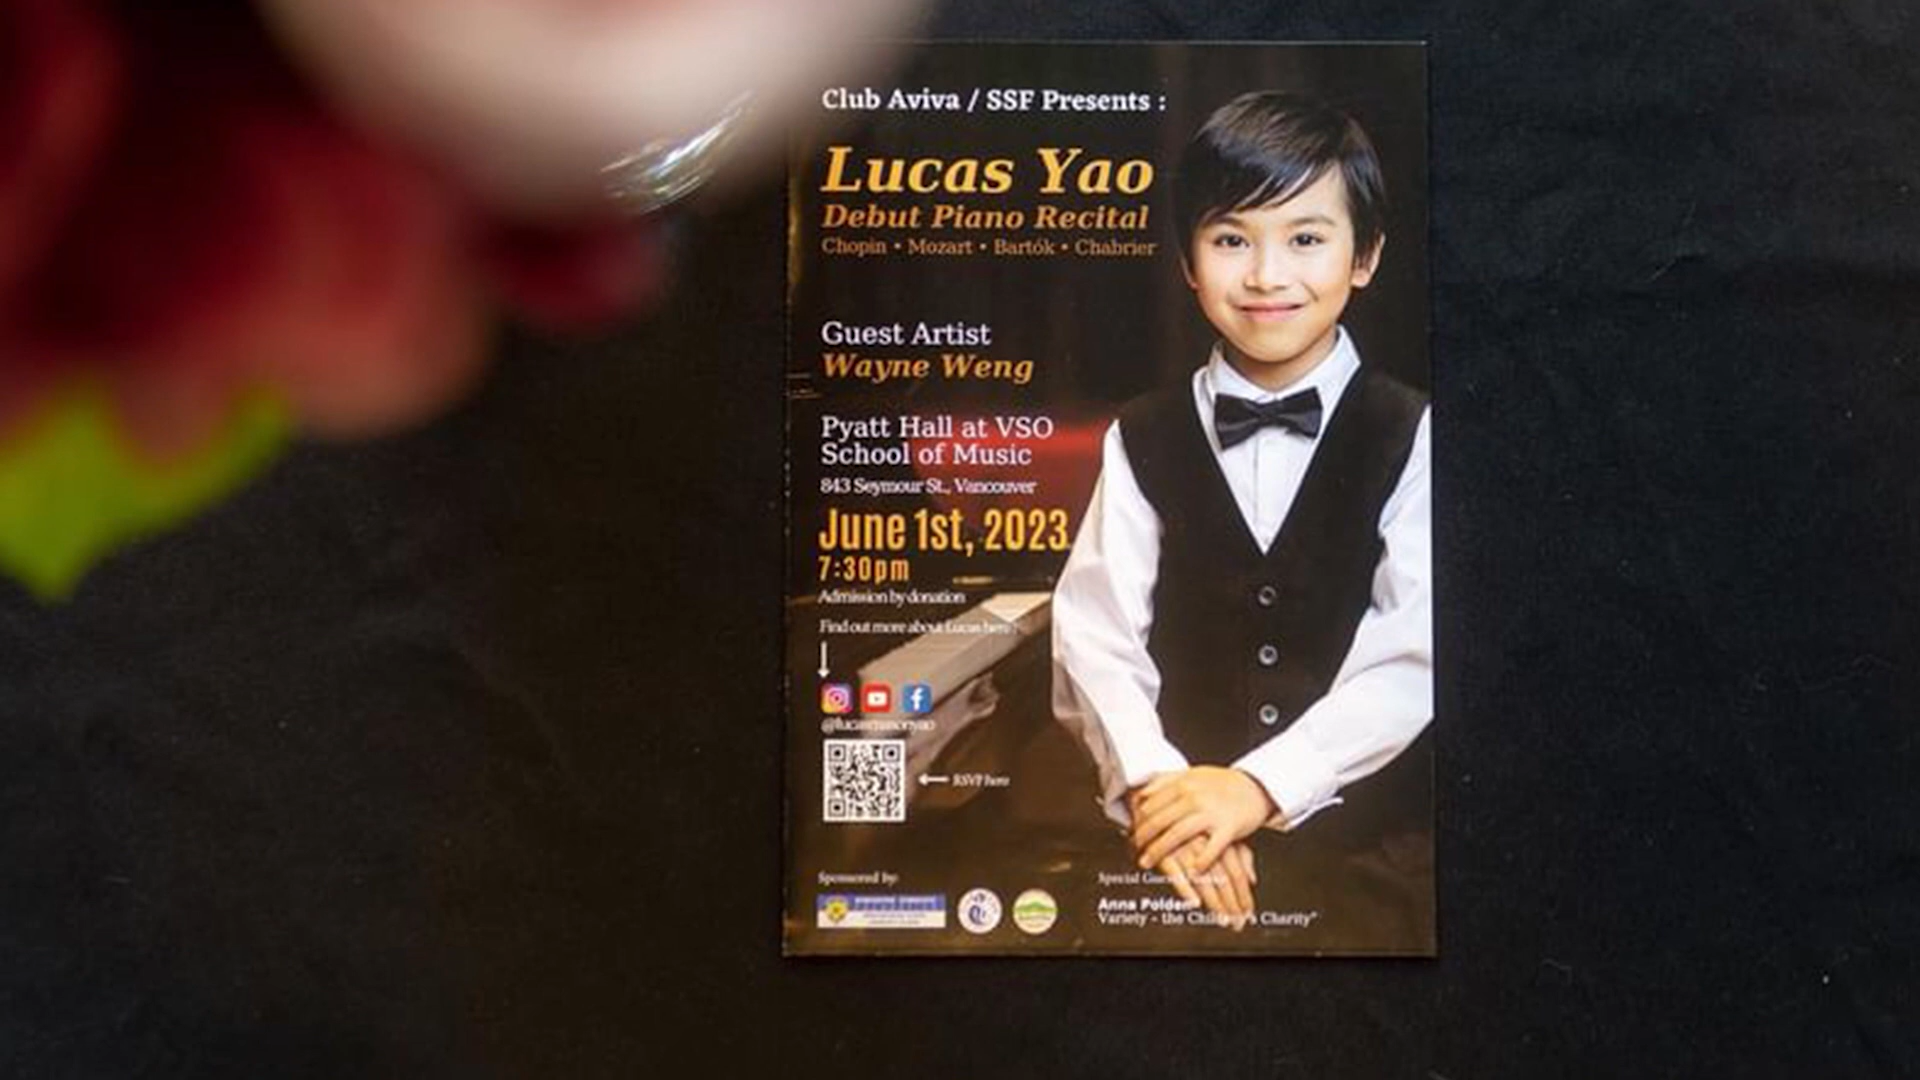 Club Aviva / SSF Presents :
Lucas Yao
Debut Piano Recital
Chopin • Mozart • Bartók • Chabrier
Guest Artist
Wayne Weng
Pyatt Hall at VSO
School of Music
843 Seymour St., Vancouver
June 1st, 2023
7:30pm
Admission by donation
Find out more about Lucas here:
RSVP here
Sponsored by:
Special Guest
Anna Polden
Variety - the Children's Charity"